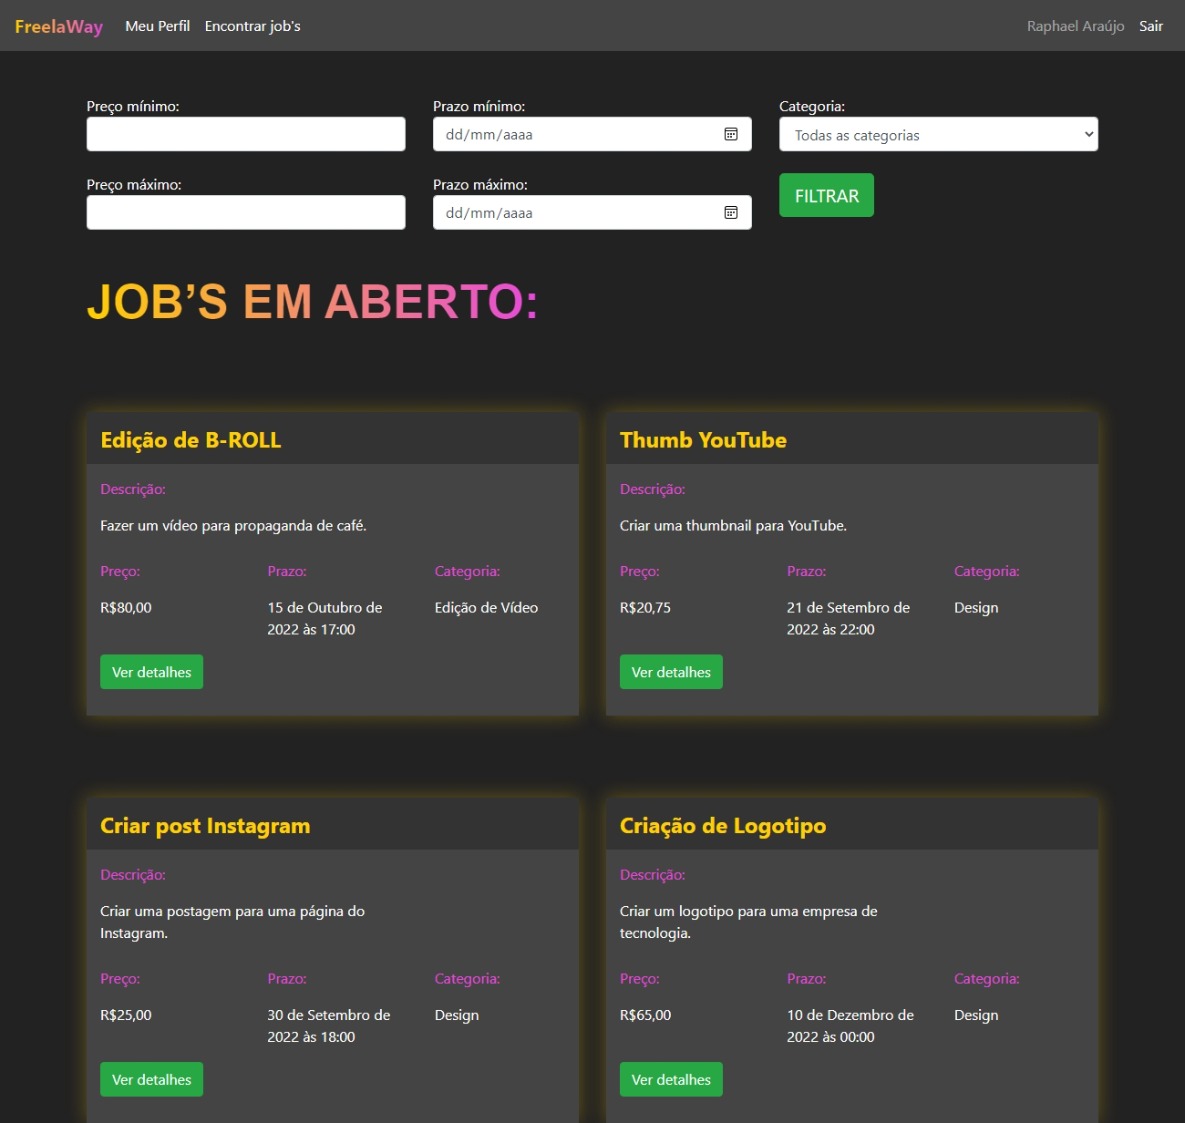 FreelaWay Meu Perfil Encontrar job's Raphael Araújo Sair
Preço mínimo: Prazo mínimo: Categoria:
dd/mm/aaaa Todas as categorias
Preço máximo: Prazo máximo:
dd/mm/aaaa FILTRAR
JOB’S EM ABERTO:
Edição de B-ROLL
Descrição:
Fazer um vídeo para propaganda de café.
Preço: Prazo: Categoria:
R$80,00 15 de Outubro de Edição de Vídeo
2022 às 17:00
Ver detalhes
Thumb YouTube
Descrição:
Criar uma thumbnail para YouTube.
Preço: Prazo: Categoria:
R$20,75 21 de Setembro de Design
2022 às 22:00
Ver detalhes
Criar post Instagram
Descrição:
Criar uma postagem para uma página do
Instagram.
Preço: Prazo: Categoria:
R$25,00 30 de Setembro de Design
2022 às 18:00
Ver detalhes
Criação de Logotipo
Descrição:
Criar um logotipo para uma empresa de
tecnologia.
Preço: Prazo: Categoria:
R$65,00 10 de Dezembro de Design
2022 às 00:00
Ver detalhes